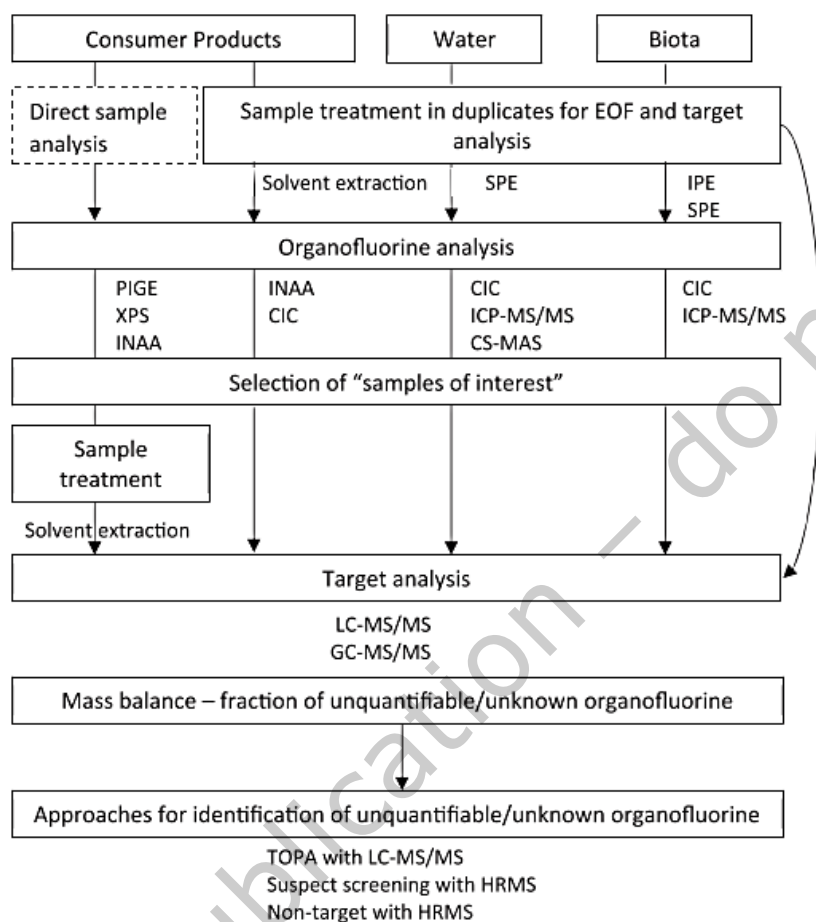 Consumer Products
Water
Biota
Direct sample
analysis
Sample treatment in duplicates for EOF and target
analysis
Solvent extraction
SPE
IPE
SPE
Organofluorine analysis
PIGE
XPS
INAA
INAA
CIC
CIC
ICP-MS/MS
CS-MAS
CIC
ICP-MS/MS
Selection of “samples of interest”
Sample
treatment
Solvent extraction
Target analysis
LC-MS/MS
GC-MS/MS
Mass balance – fraction of unquantifiable/unknown organofluorine
Approaches for identification of unquantifiable/unknown organofluorine
TOPA with LC-MS/MS
Suspect screening with HRMS
Non-target with HRMS